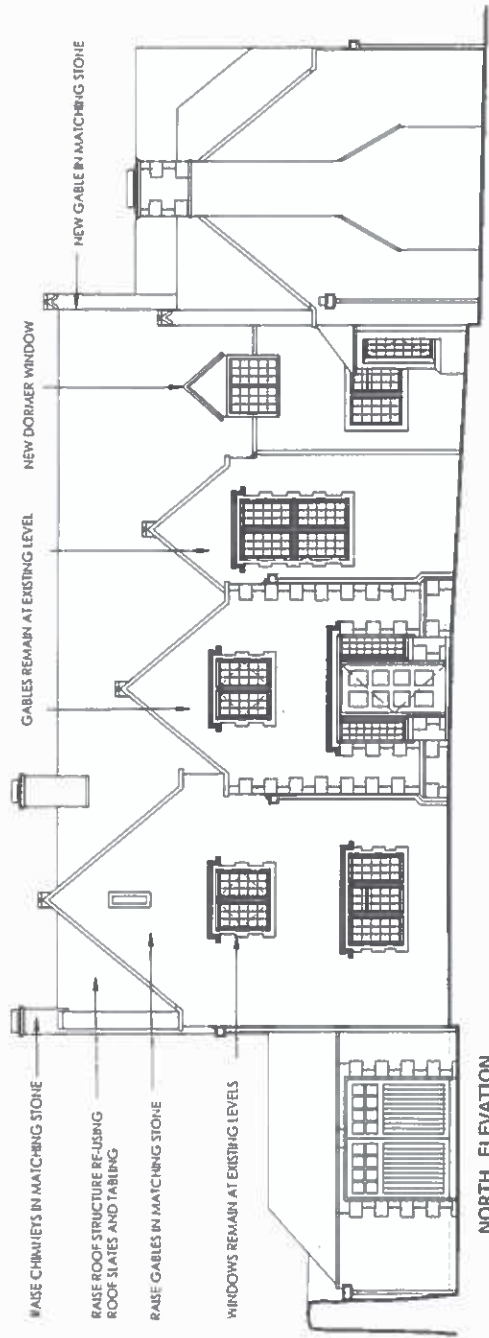 RAISE CHIMNEYS IN MATCHING STONE
RAISE ROOF STRUCTURE RE-USING
ROOF SLATES AND TABLING
RAISE GABLES IN MATCHING STONE
WINDOWS REMAIN AT EXISTING LEVELS
GABLES REMAIN AT EXISTING LEVEL
NEW DORMER WINDOW
NEW GABLE IN MATCHING STONE
NORTH ELEVATION